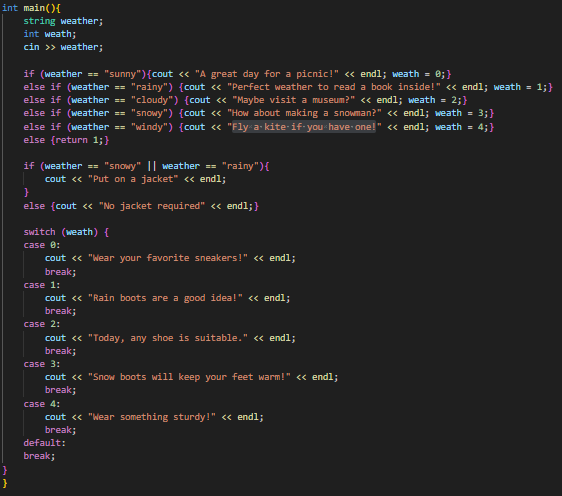 int main(){
    string weather;
    int weath;
    cin >> weather;
    if (weather == "sunny"){cout << "A great day for a picnic!" << endl; weath = 0;}
    else if (weather == "rainy") {cout << "Perfect weather to read a book inside!" << endl; weath = 1;}
    else if (weather == "cloudy") {cout << "Maybe visit a museum?" << endl; weath = 2;}
    else if (weather == "snowy") {cout << "How about making a snowman?" << endl; weath = 3;}
    else if (weather == "windy") {cout << "Fly a kite if you have one!" << endl; weath = 4;}
    else {return 1;}
    if (weather == "snowy" || weather == "rainy"){
        cout << "Put on a jacket" << endl;
    }
    else {cout << "No jacket required" << endl;}
    switch (weath) {
    case 0:
        cout << "Wear your favorite sneakers!" << endl;
        break;
    case 1:
        cout << "Rain boots are a good idea!" << endl;
        break;
    case 2:
        cout << "Today, any shoe is suitable." << endl;
        break;
    case 3:
        cout << "Snow boots will keep your feet warm!" << endl;
        break;
    case 4:
        cout << "Wear something sturdy!" << endl;
        break;
    default:
    break;
}
}